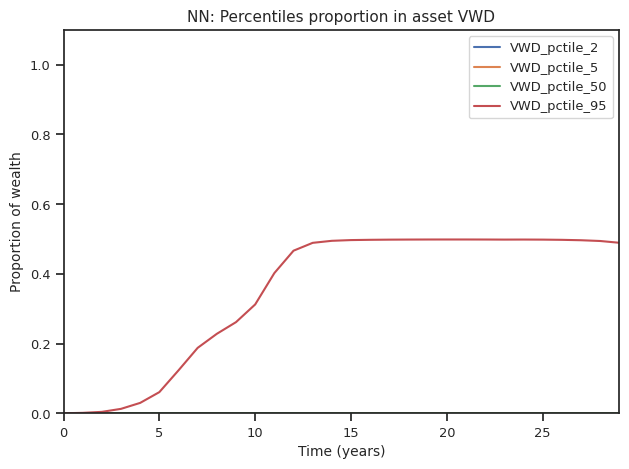 NN: Percentiles proportion in asset VWD
VWD_pctile_2
VWD_pctile_5
VWD_pctile_50
VWD_pctile_95
Proportion of wealth
1.0
0.8
0.6
0.4
0.2
0.0
0 5 10 15 20 25
Time (years)